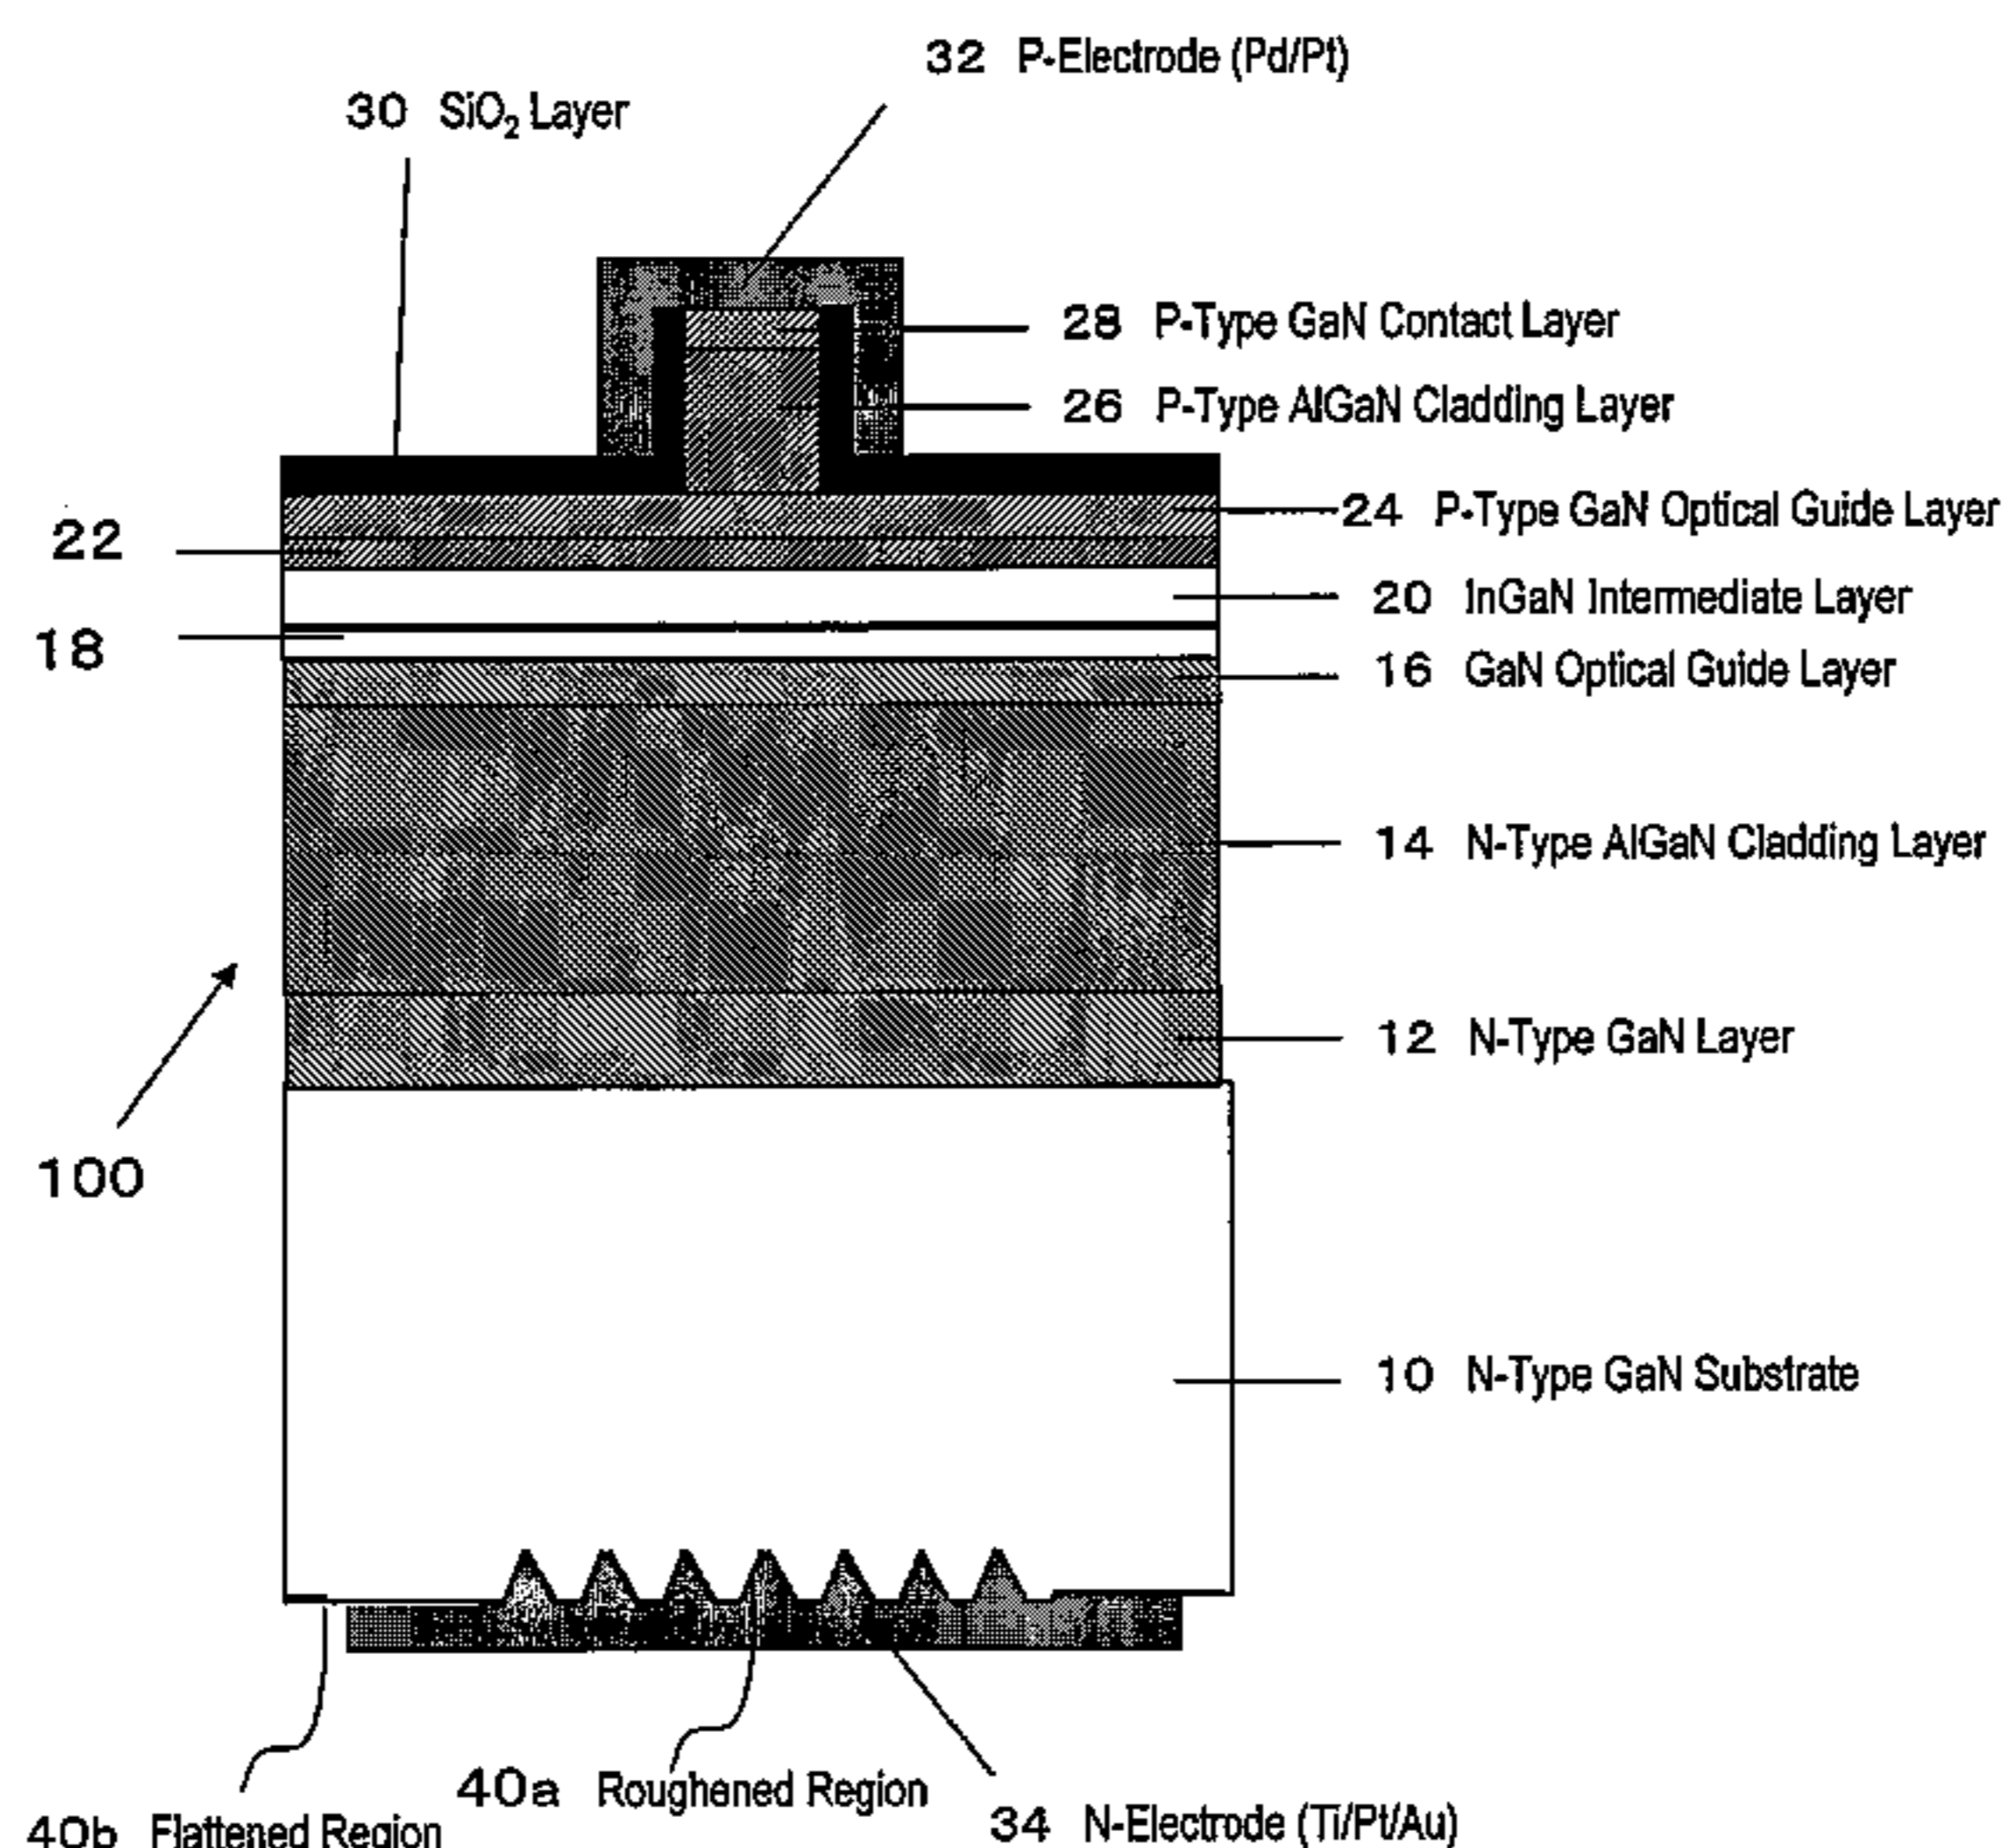 32 P-Electrode (Pd/Pt)
30 SiO₂ Layer
28 P-Type GaN Contact Layer
26 P-Type AlGaN Cladding Layer
24 P-Type GaN Optical Guide Layer
22
20 InGaN Intermediate Layer
18
16 GaN Optical Guide Layer
14 N-Type AlGaN Cladding Layer
12 N-Type GaN Layer
100
10 N-Type GaN Substrate
40a Roughened Region
34 N-Electrode (Ti/Pt/Au)
40b Flattened Region